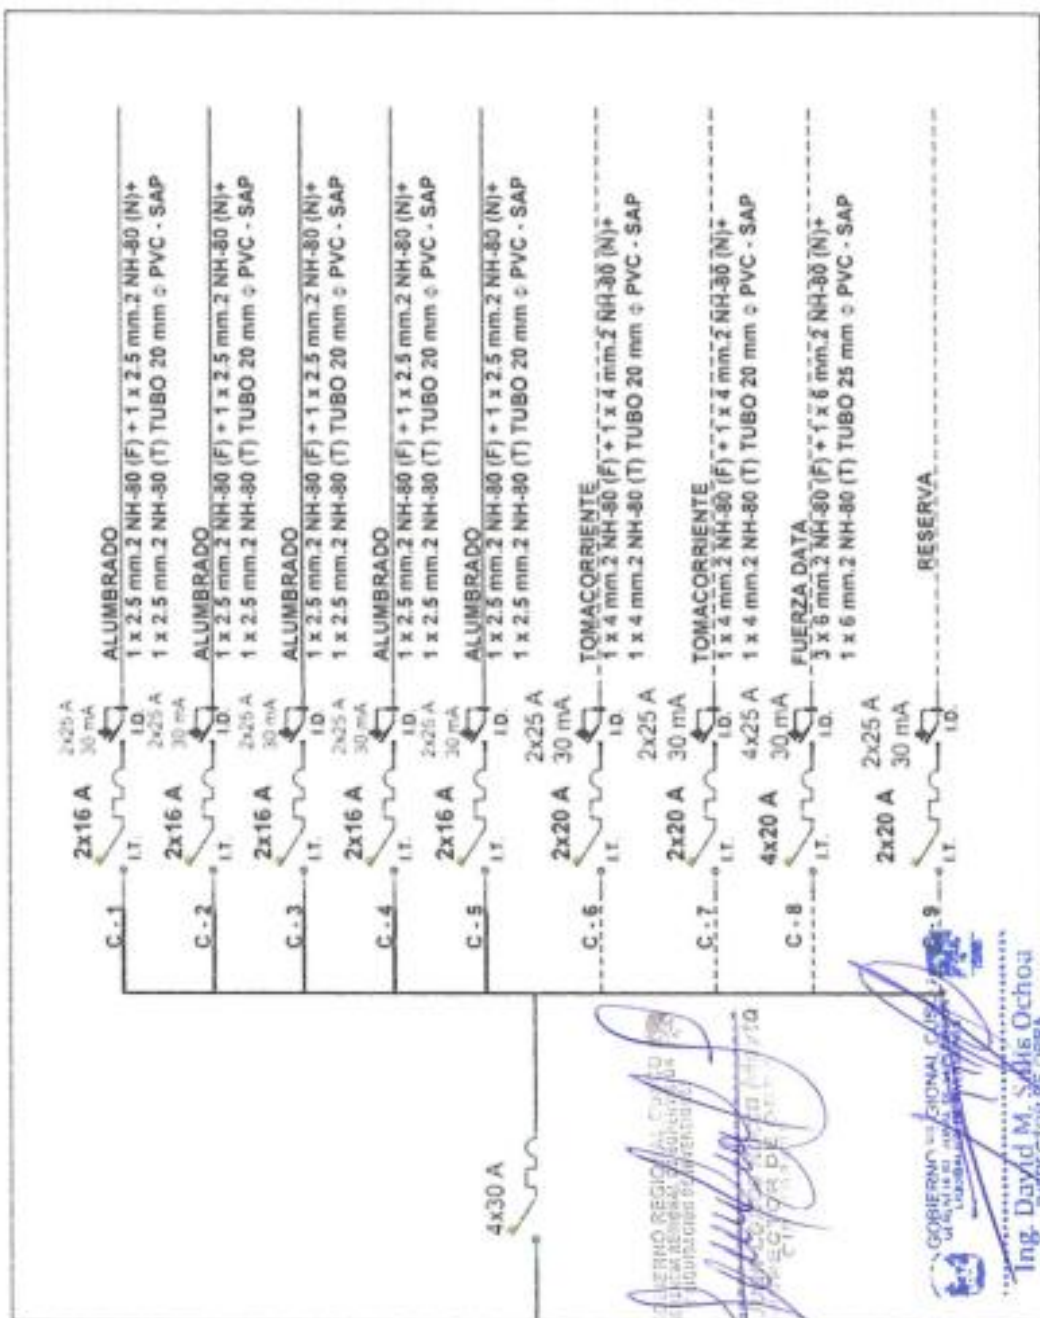 2x25 A
30 mA
2x16 A
I.T.
I.D.
C - 1
ALUMBRADO
1 x 2.5 mm.2 NH-80 (F) + 1 x 2.5 mm.2 NH-80 (N)+
1 x 2.5 mm.2 NH-80 (T) TUBO 20 mm ϕ PVC - SAP
2x25 A
30 mA
2x16 A
I.T.
I.D.
C - 2
ALUMBRADO
1 x 2.5 mm.2 NH-80 (F) + 1 x 2.5 mm.2 NH-80 (N)+
1 x 2.5 mm.2 NH-80 (T) TUBO 20 mm ϕ PVC - SAP
2x25 A
30 mA
2x16 A
I.T.
I.D.
C - 3
ALUMBRADO
1 x 2.5 mm.2 NH-80 (F) + 1 x 2.5 mm.2 NH-80 (N)+
1 x 2.5 mm.2 NH-80 (T) TUBO 20 mm ϕ PVC - SAP
2x25 A
30 mA
2x16 A
I.T.
I.D.
C - 4
ALUMBRADO
1 x 2.5 mm.2 NH-80 (F) + 1 x 2.5 mm.2 NH-80 (N)+
1 x 2.5 mm.2 NH-80 (T) TUBO 20 mm ϕ PVC - SAP
2x25 A
30 mA
2x16 A
I.T.
I.D.
C - 5
ALUMBRADO
1 x 2.5 mm.2 NH-80 (F) + 1 x 2.5 mm.2 NH-80 (N)+
1 x 2.5 mm.2 NH-80 (T) TUBO 20 mm ϕ PVC - SAP
4x30 A
2x25 A
30 mA
2x20 A
I.T.
I.D.
C - 6
TOMACORRIENTE
1 x 4 mm.2 NH-80 (F) + 1 x 4 mm.2 NH-80 (N)+
1 x 4 mm.2 NH-80 (T) TUBO 20 mm ϕ PVC - SAP
2x25 A
30 mA
2x20 A
I.T.
I.D.
C - 7
TOMACORRIENTE
1 x 4 mm.2 NH-80 (F) + 1 x 4 mm.2 NH-80 (N)+
1 x 4 mm.2 NH-80 (T) TUBO 20 mm ϕ PVC - SAP
4x25 A
30 mA
4x20 A
I.T.
I.D.
C - 8
FUERZA DATA
3 x 6 mm.2 NH-80 (F) + 1 x 6 mm.2 NH-80 (N)+
1 x 6 mm.2 NH-80 (T) TUBO 25 mm ϕ PVC - SAP
2x25 A
30 mA
2x20 A
I.T.
I.D.
9
RESERVA
REGIONAL
GOBIERNO
Ing. David M. Ochoa